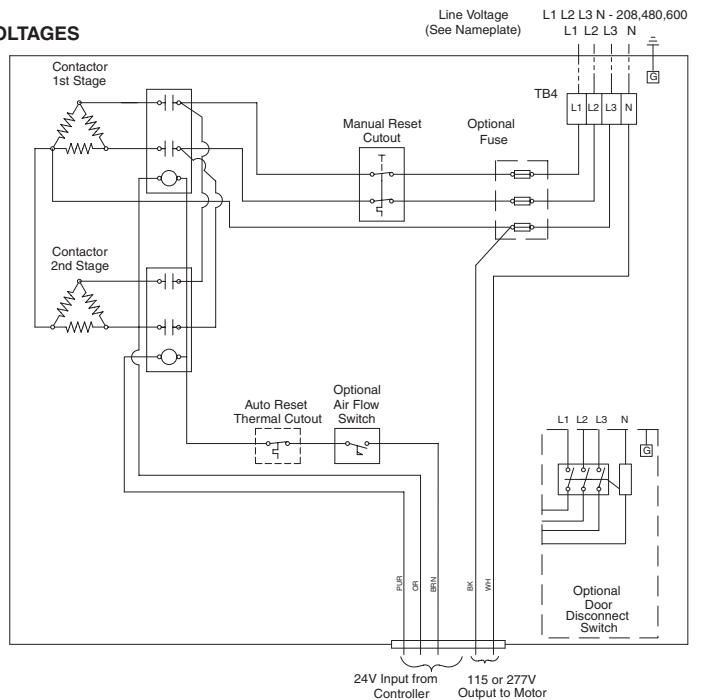 OLTAGES
Line Voltage
(See Nameplate)
L1 L2 L3 N - 208,480,600
L1 L2 L3 N
G
TB4
L1 L2 L3 N
Contactor
1st Stage
Manual Reset
Cutout
Optional
Fuse
Contactor
2nd Stage
Auto Reset
Thermal Cutout
Optional
Air Flow
Switch
L1 L2 L3 N
G
Optional
Door
Disconnect
Switch
PUR
OR
BRN
BK
WH
24V Input from
Controller
115 or 277V
Output to Motor